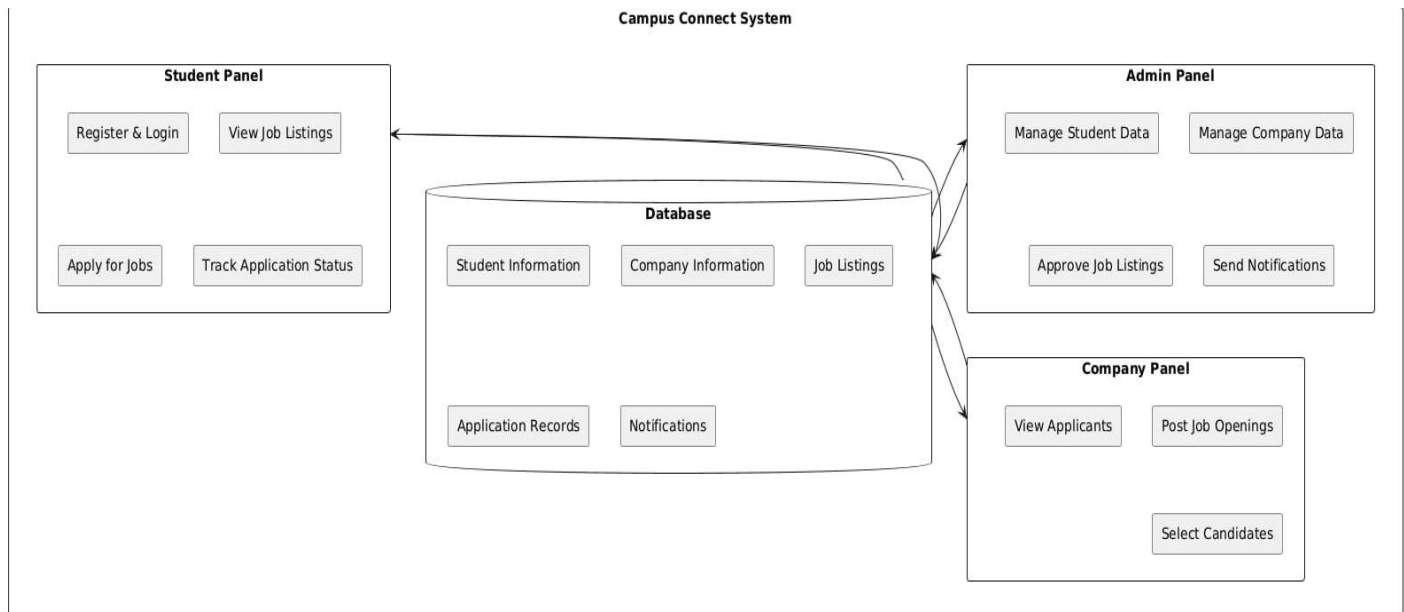 Campus Connect System
Student Panel
Register & Login
View Job Listings
Apply for Jobs
Track Application Status
Database
Student Information
Company Information
Job Listings
Application Records
Notifications
Admin Panel
Manage Student Data
Manage Company Data
Approve Job Listings
Send Notifications
Company Panel
View Applicants
Post Job Openings
Select Candidates